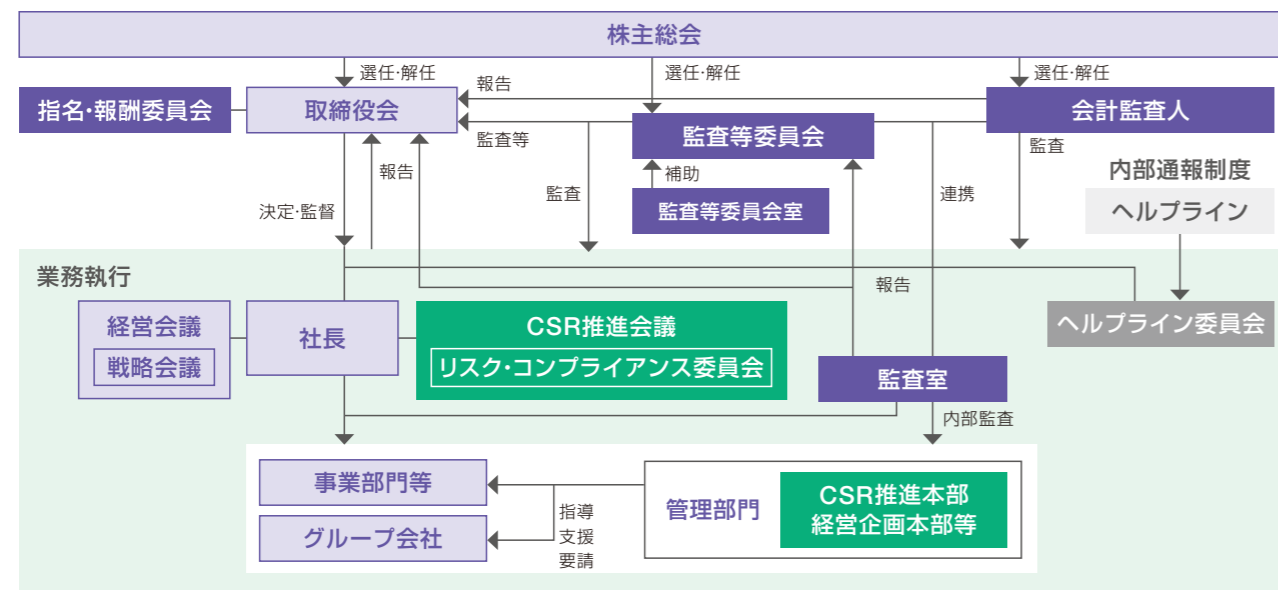 株主総会
選任・解任
選任・解任
選任・解任
報告
指名・報酬委員会
取締役会
会計監査人
監査等
監査等委員会
監査
報告
補助
内部通報制度
監査
連携
決定・監督
監査等委員会室
ヘルプライン
業務執行
報告
経営会議
戦略会議
社長
CSR推進会議
リスク・コンプライアンス委員会
ヘルプライン委員会
監査室
内部監査
事業部門等
グループ会社
指導
支援
要請
管理部門
CSR推進本部
経営企画本部等